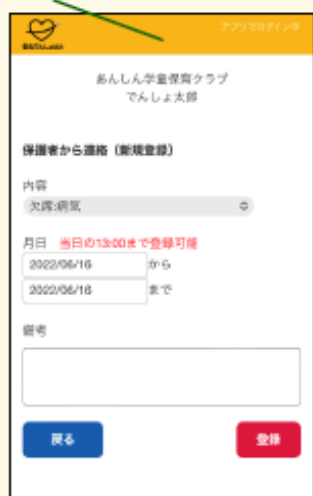 アプリでログイン中
あんしん学童保育クラブ
でんしょ太郎
保護者から連絡（新規登録）
内容
欠席:病気
月日 当日の13:00まで登録可能
2022/06/16 から
2022/06/16 まで
備考
戻る 登録